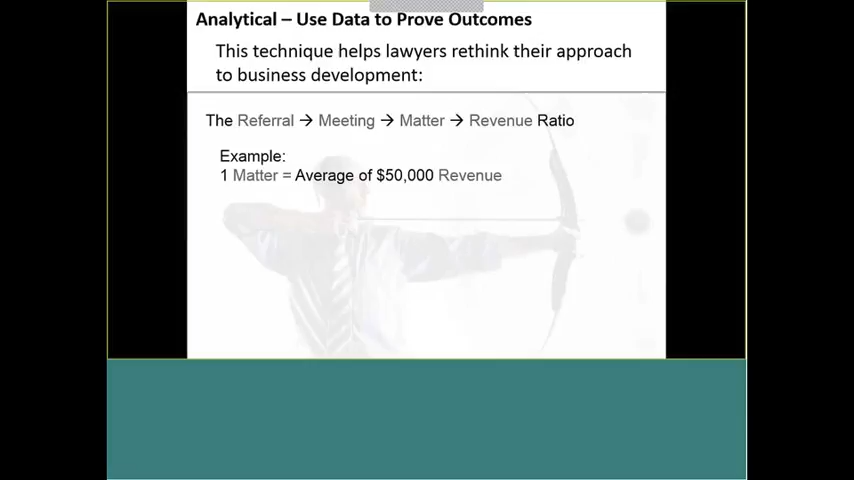 Analytical – Use Data to Prove Outcomes
This technique helps lawyers rethink their approach
to business development:
The Referral → Meeting → Matter → Revenue Ratio
Example:
1 Matter = Average of $50,000 Revenue